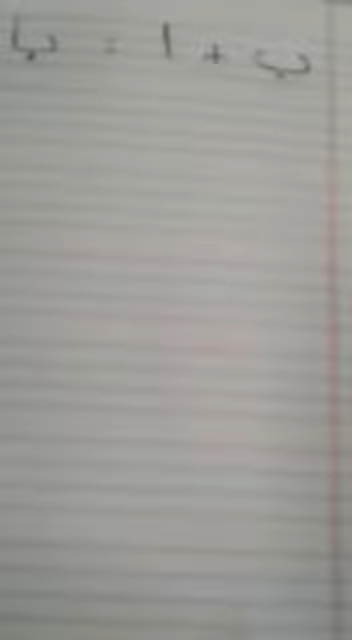 ب + ا = با